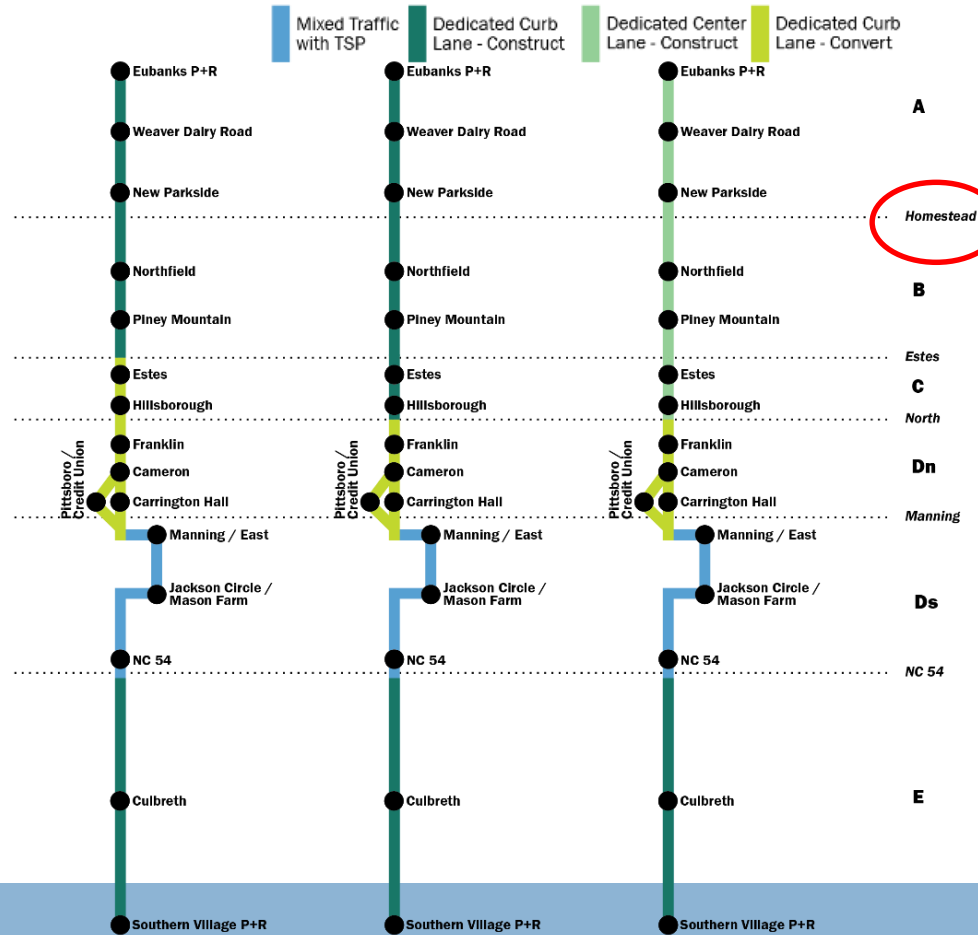 Mixed Traffic
with TSP
Dedicated Curb
Lane - Construct
Dedicated Center
Lane - Construct
Dedicated Curb
Lane - Convert
Eubanks P+R
Eubanks P+R
Eubanks P+R
A
Weaver Dairy Road
Weaver Dairy Road
Weaver Dairy Road
New Parkside
New Parkside
New Parkside
Homestead
Northfield
Northfield
Northfield
B
Piney Mountain
Piney Mountain
Piney Mountain
Estes
Estes
Estes
Estes
C
Hillsborough
Hillsborough
Hillsborough
North
Franklin
Franklin
Franklin
Pittsboro /
Credit Union
Cameron
Pittsboro /
Credit Union
Cameron
Pittsboro /
Credit Union
Cameron
Dn
Carrington Hall
Carrington Hall
Carrington Hall
Manning
Manning / East
Manning / East
Manning / East
Jackson Circle /
Mason Farm
Jackson Circle /
Mason Farm
Jackson Circle /
Mason Farm
Ds
NC 54
NC 54
NC 54
NC 54
Culbreth
Culbreth
Culbreth
E
Southern Village P+R
Southern Village P+R
Southern Village P+R